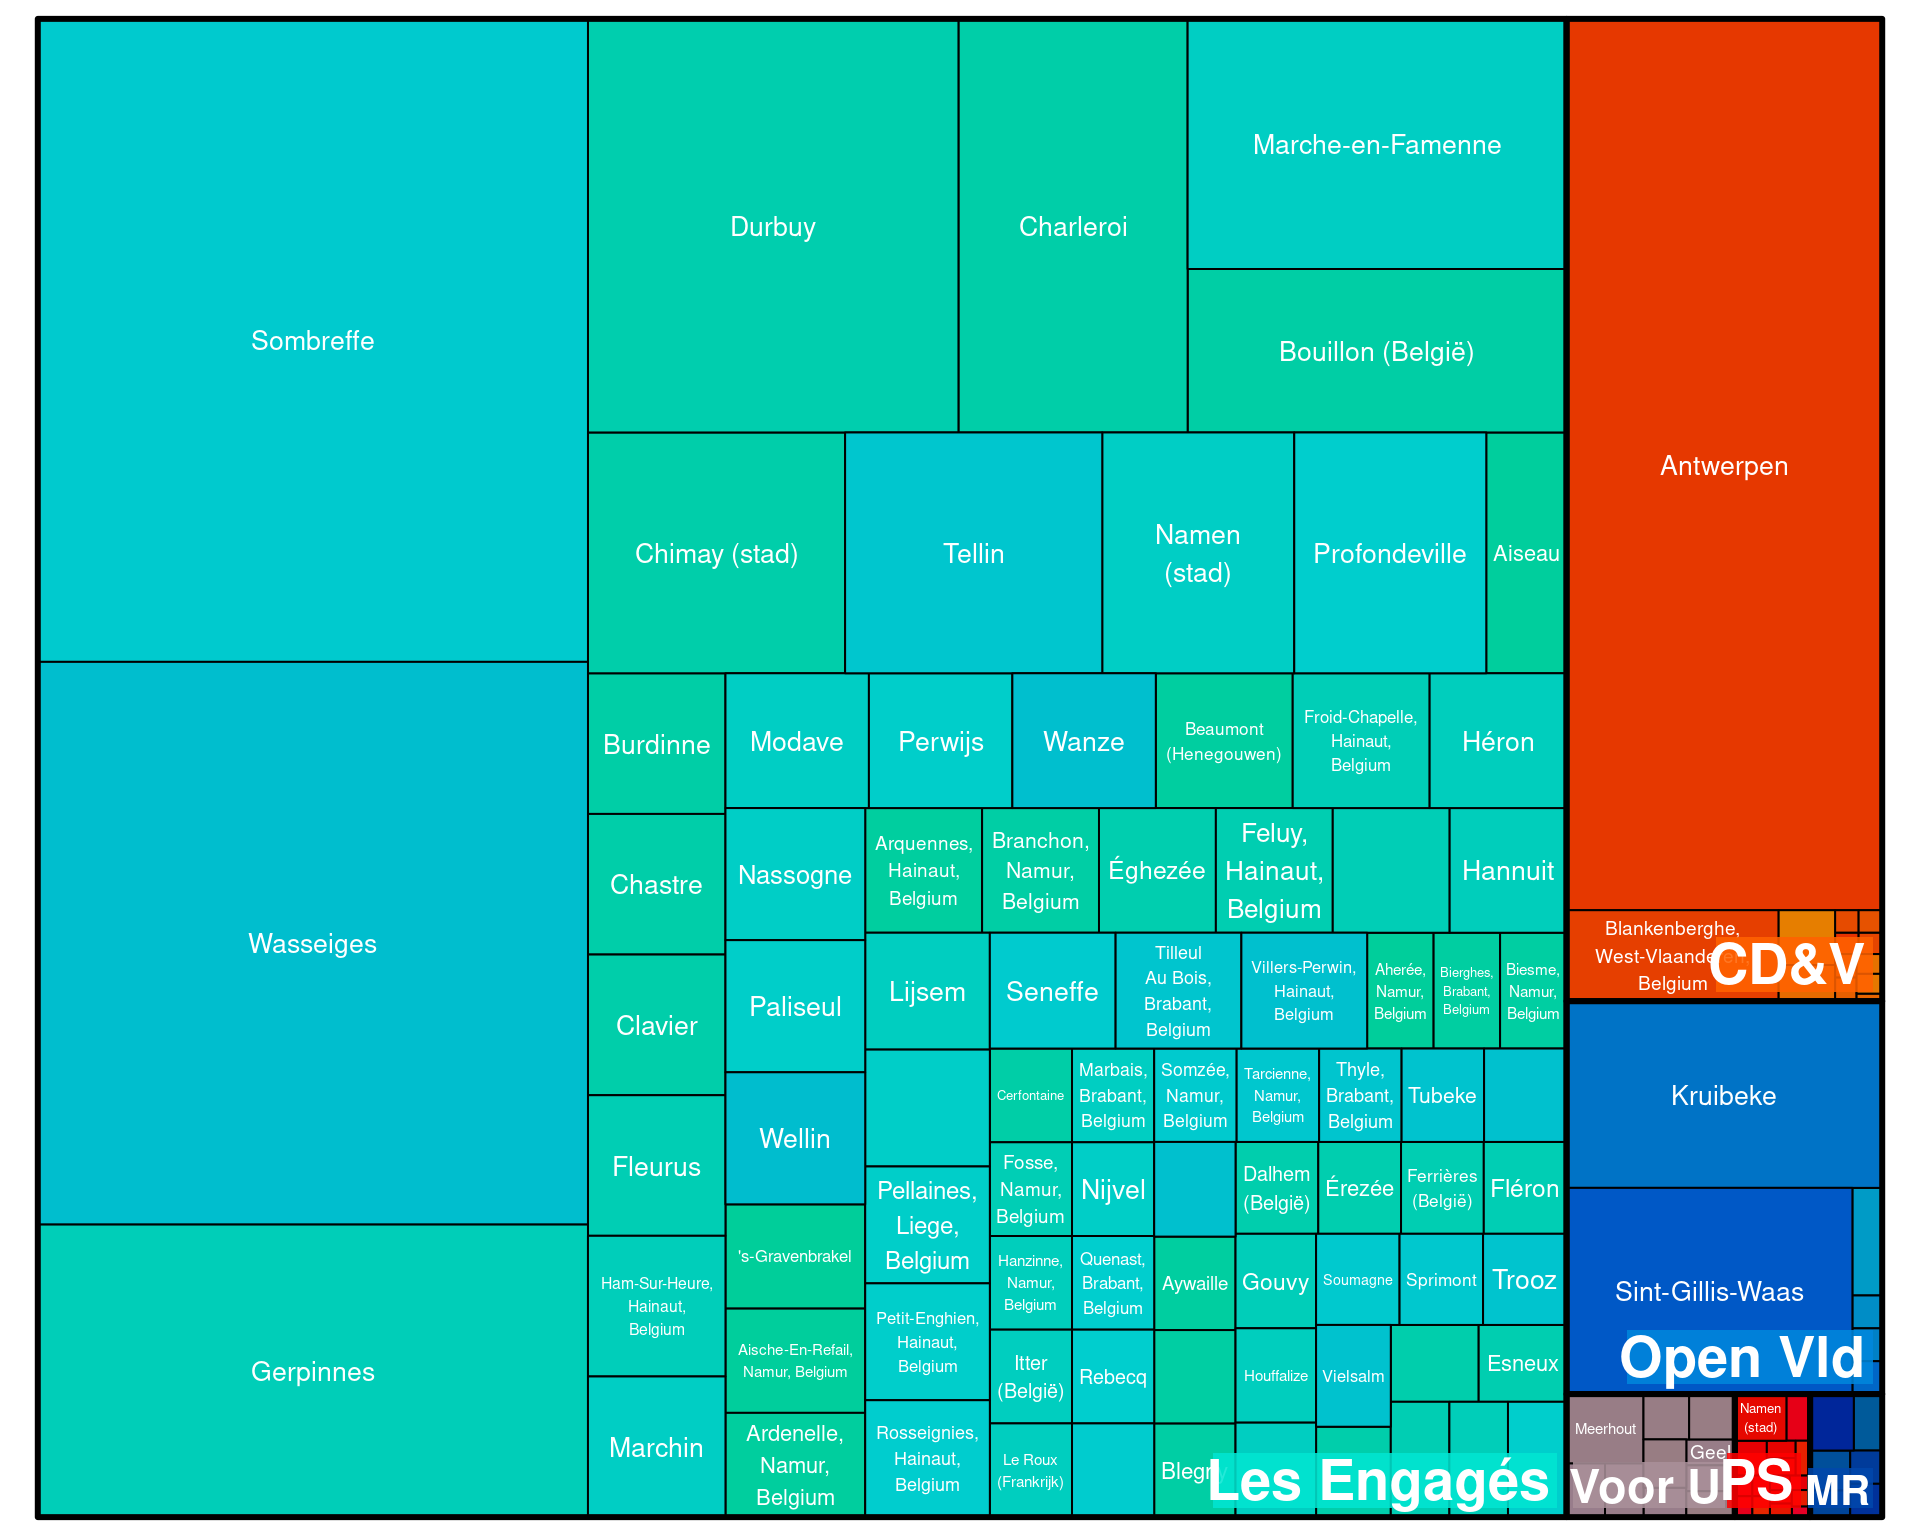 Sombreffe
Wasseiges
Gerpinnes
Durbuy
Charleroi
Marche-en-Famenne
Bouillon (België)
Chimay (stad)
Tellin
Namen
(stad)
Profondeville
Aiseau
Burdinne
Chastre
Clavier
Fleurus
Ham-Sur-Heure,
Hainaut,
Belgium
Marchin
Modave
Perwijs
Wanze
Beaumont
(Henegouwen)
Froid-Chapelle,
Hainaut,
Belgium
Héron
Nassogne
Paliseul
Wellin
's-Gravenbrakel
Aische-En-Refail,
Namur, Belgium
Ardenelle,
Namur,
Belgium
Arquennes,
Hainaut,
Belgium
Branchon,
Namur,
Belgium
Éghezée
Feluy,
Hainaut,
Belgium
Hannuit
Lijsem
Pellaines,
Liege,
Belgium
Petit-Enghien,
Hainaut,
Belgium
Rosseignies,
Hainaut,
Belgium
Seneffe
Tilleul
Au Bois,
Brabant,
Belgium
Villers-Perwin,
Hainaut,
Belgium
Aherée,
Namur,
Belgium
Bierghes,
Brabant,
Belgium
Biesme,
Namur,
Belgium
Cerfontaine
Marbais,
Brabant,
Belgium
Somzée,
Namur,
Belgium
Tarcienne,
Namur,
Belgium
Thyle,
Brabant,
Belgium
Tubeke
Fosse,
Namur,
Belgium
Nijvel
Dalhem
(België)
Érezée
Ferrières
(België)
Fléron
Hanzinne,
Namur,
Belgium
Quenast,
Brabant,
Belgium
Aywaille
Gouvy
Soumagne
Sprimont
Trooz
Itter
(België)
Rebecq
Houffalize
Vielsalm
Esneux
Le Roux
(Frankrijk)
Blegny
Les Engagés
Antwerpen
Blankenberghe,
West-Vlaanderen,
Belgium
CD&V
Kruibeke
Sint-Gillis-Waas
Open Vld
Meerhout
Geel
Voor U
Namen
(stad)
PS
MR